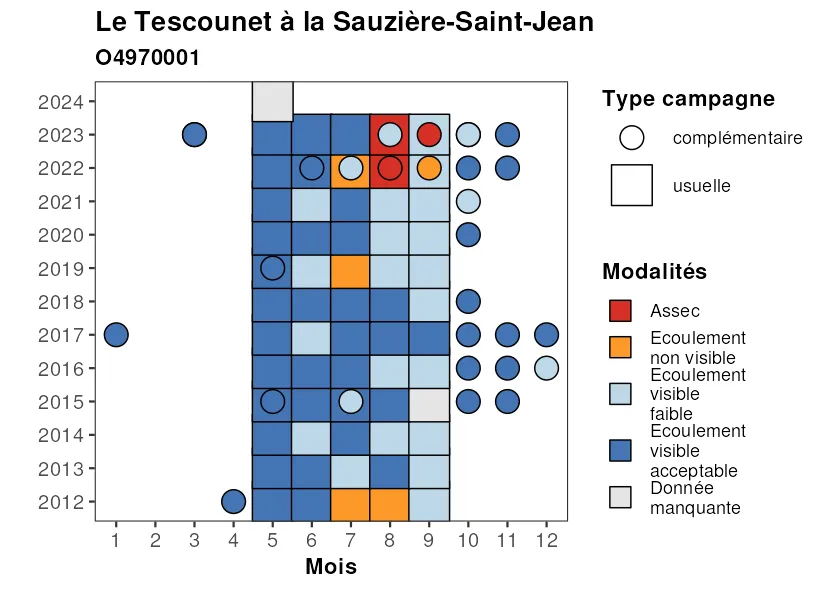 Le Tescounet à la Sauzière-Saint-Jean
O4970001
2024
2023
2022
2021
2020
2019
2018
2017
2016
2015
2014
2013
2012
1 2 3 4 5 6 7 8 9 10 11 12
Mois
Type campagne
complémentaire
usuelle
Modalités
Assec
Ecoulement
non visible
Ecoulement
visible
faible
Ecoulement
visible
acceptable
Donnée
manquante